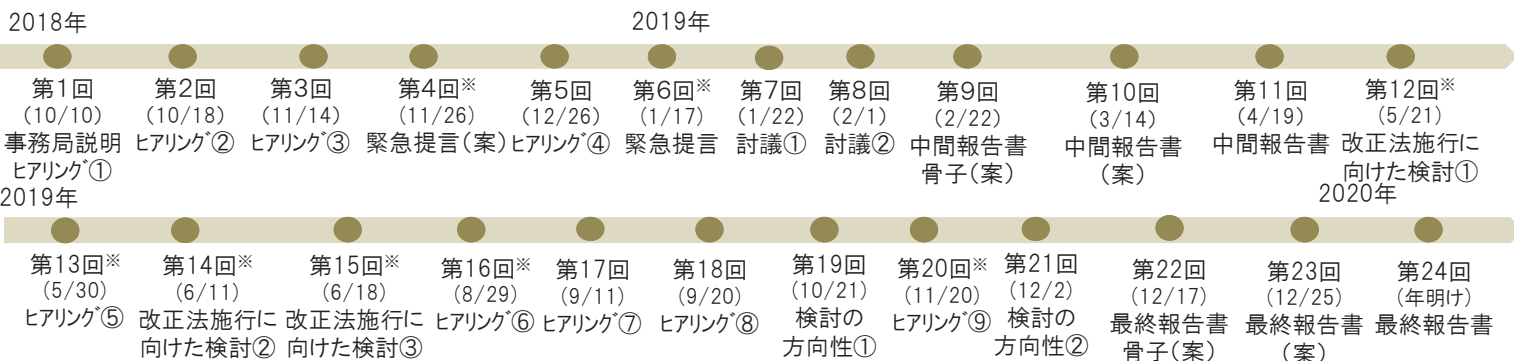 2018年
2019年
第1回
(10/10)
事務局説明
ﾋｱﾘﾝｸﾞ①
第2回
(10/18)
ﾋｱﾘﾝｸﾞ②
第3回
(11/14)
ﾋｱﾘﾝｸﾞ③
第4回※
(11/26)
緊急提言(案)
第5回
(12/26)
ﾋｱﾘﾝｸﾞ④
第6回※
(1/17)
緊急提言
第7回
(1/22)
討議①
第8回
(2/1)
討議②
第9回
(2/22)
中間報告書
骨子(案)
第10回
(3/14)
中間報告書
(案)
第11回
(4/19)
中間報告書
第12回※
(5/21)
改正法施行に
向けた検討①
2019年
2020年
第13回※
(5/30)
ﾋｱﾘﾝｸﾞ⑤
第14回※
(6/11)
改正法施行に
向けた検討②
第15回※
(6/18)
改正法施行に
向けた検討③
第16回※
(8/29)
ﾋｱﾘﾝｸﾞ⑥
第17回
(9/11)
ﾋｱﾘﾝｸﾞ⑦
第18回
(9/20)
ﾋｱﾘﾝｸﾞ⑧
第19回
(10/21)
検討の
方向性①
第20回※
(11/20)
ﾋｱﾘﾝｸﾞ⑨
第21回
(12/2)
検討の
方向性②
第22回
(12/17)
最終報告書
骨子(案)
第23回
(12/25)
最終報告書
(案)
第24回
(年明け)
最終報告書